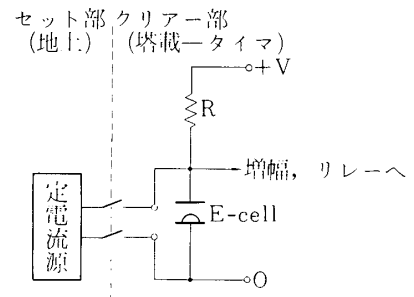 セット部 クリアー部
(地上) (塔載―タイマ)
+V
R
増幅, リレーへ
定電流源
E-cell
0